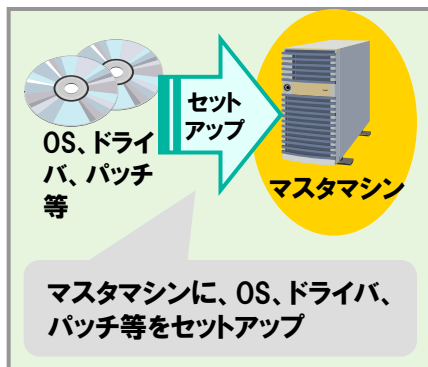 セット
アップ
OS、ドライ
バ、パッチ
等
マスタマシン
マスタマシンに、OS、ドライバ、
パッチ等をセットアップ